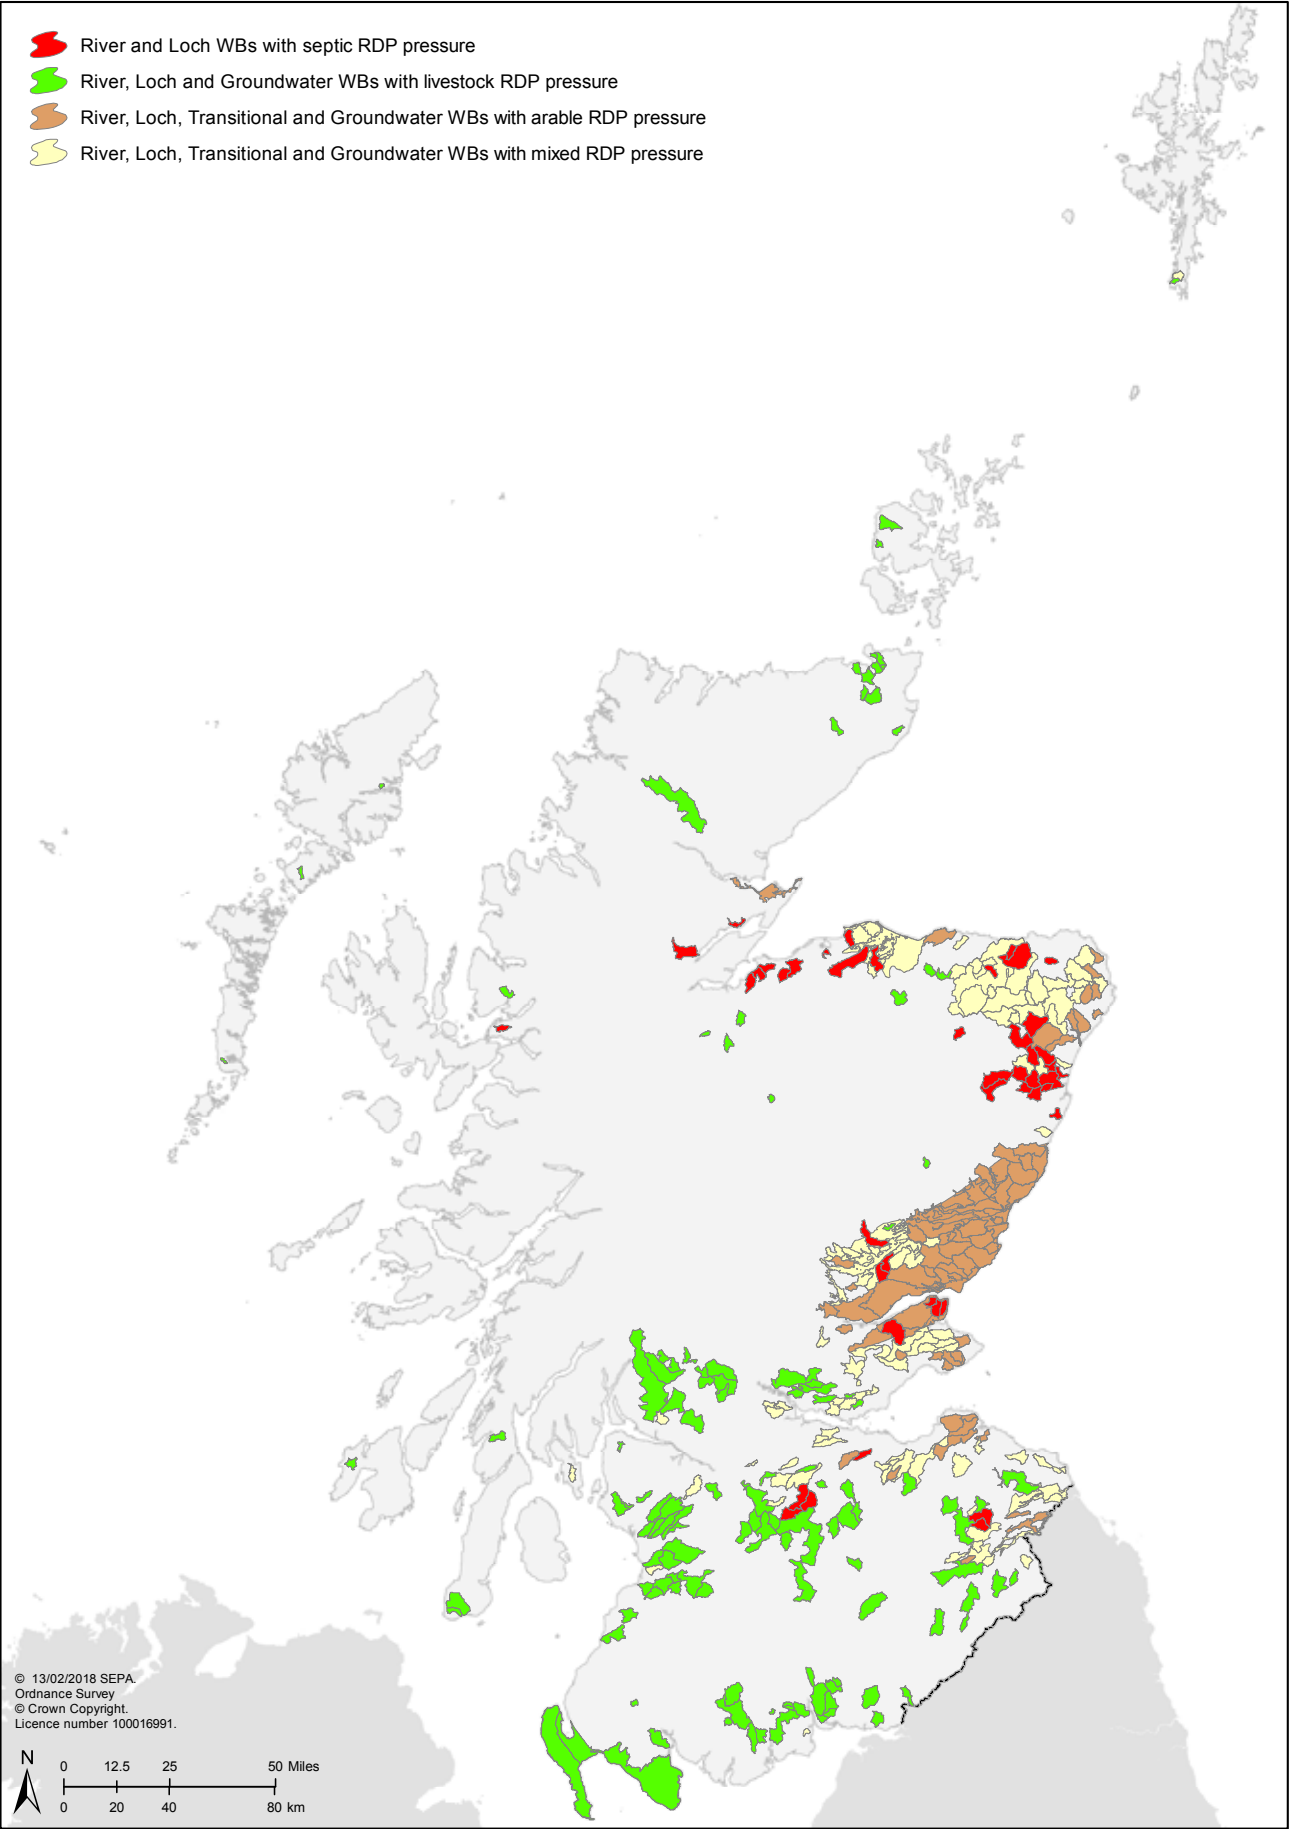 River and Loch WBs with septic RDP pressure
River, Loch and Groundwater WBs with livestock RDP pressure
River, Loch, Transitional and Groundwater WBs with arable RDP pressure
River, Loch, Transitional and Groundwater WBs with mixed RDP pressure
© 13/02/2018 SEPA.
Ordnance Survey
© Crown Copyright.
Licence number 100016991.
N
0 12.5 25 50 Miles
0 20 40 80 km